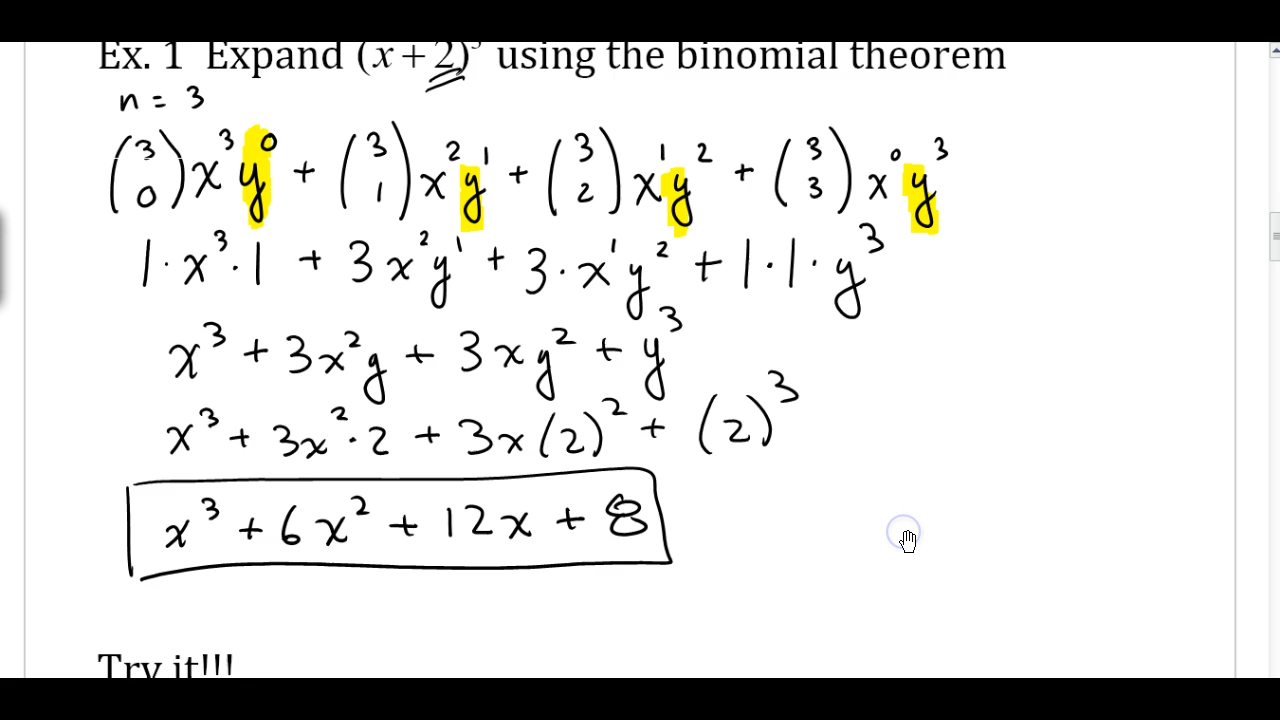 Ex. 1 Expand (x + 2)³ using the binomial theorem
n = 3
(3 0)x³y⁰ + (3 1)x²y¹ + (3 2)x¹y² + (3 3)x⁰y³
1·x³·1 + 3x²y¹ + 3·x¹y² + 1·1·y³
x³ + 3x²y + 3xy² + y³
x³ + 3x²·2 + 3x(2)² + (2)³
x³ + 6x² + 12x + 8
Try it!!!